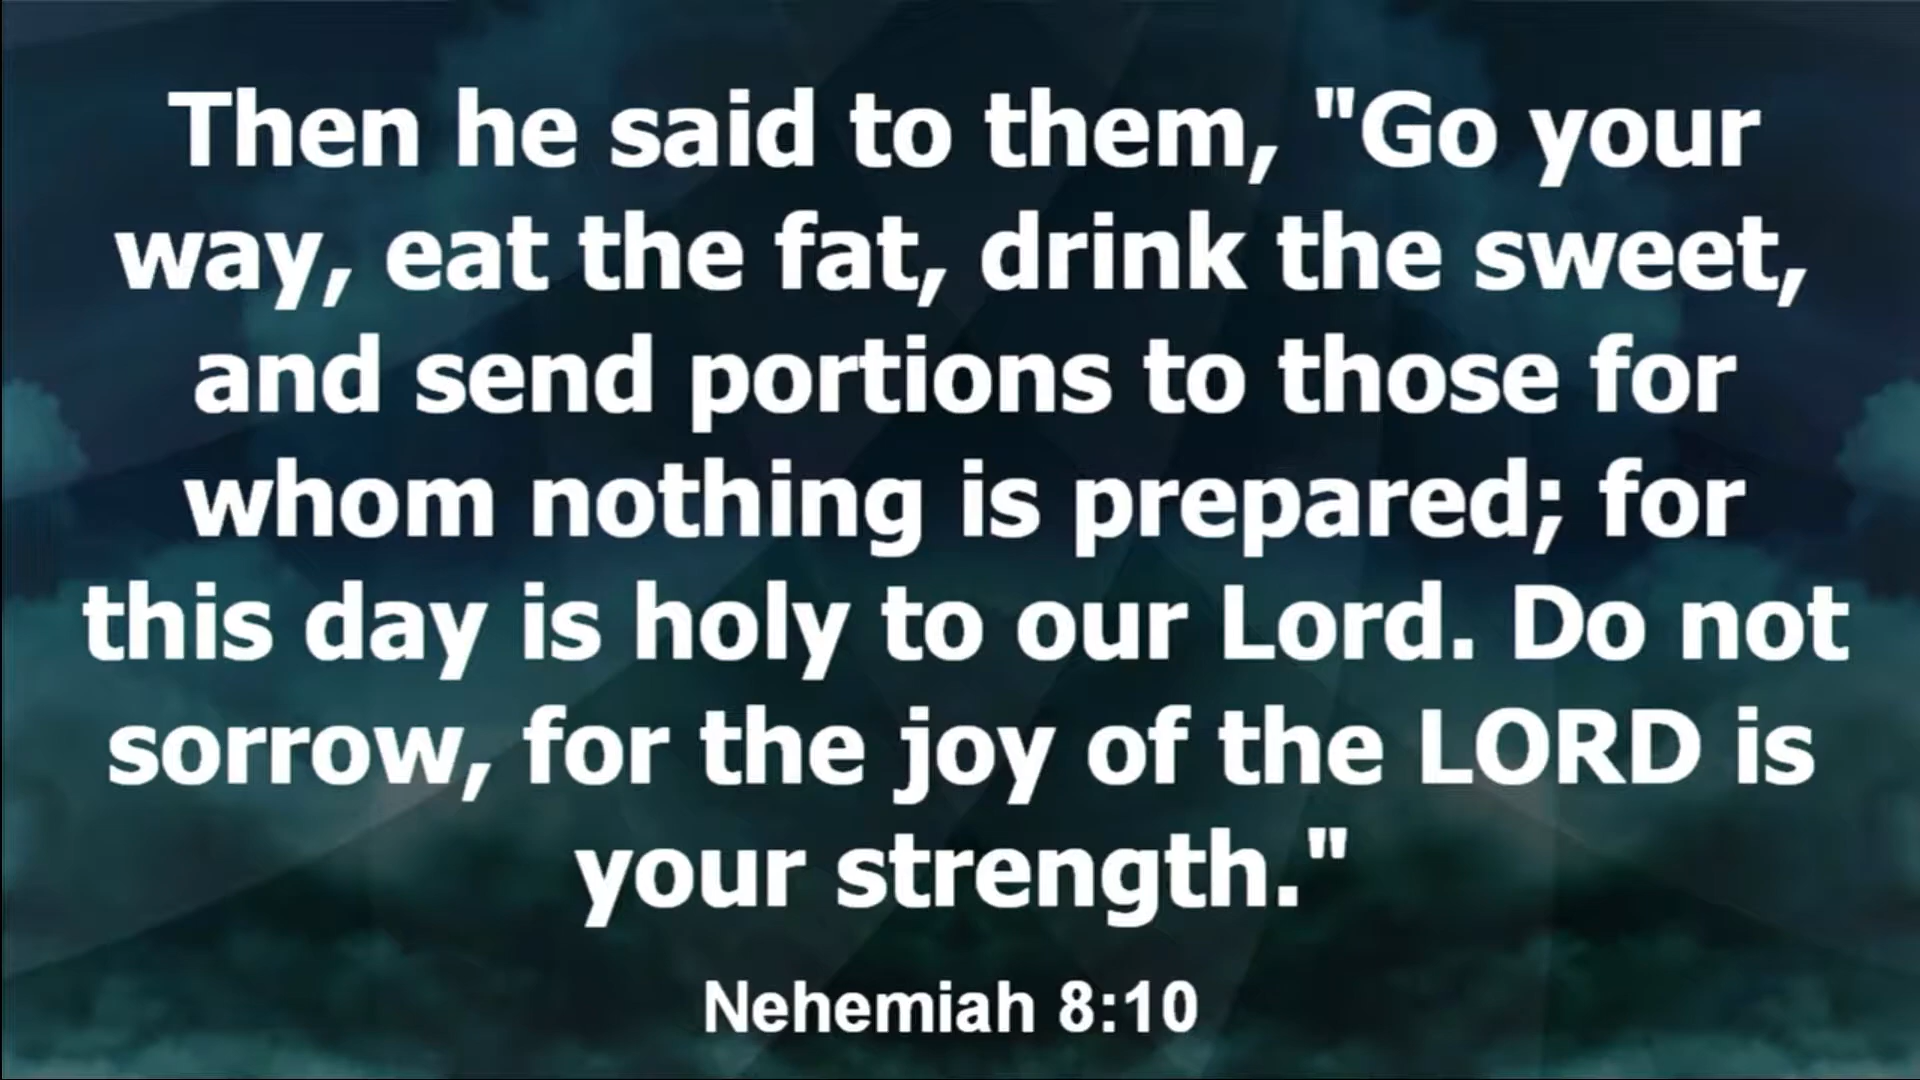 Then he said to them, "Go your
way, eat the fat, drink the sweet,
and send portions to those for
whom nothing is prepared; for
this day is holy to our Lord. Do not
sorrow, for the joy of the LORD is
your strength."
Nehemiah 8:10